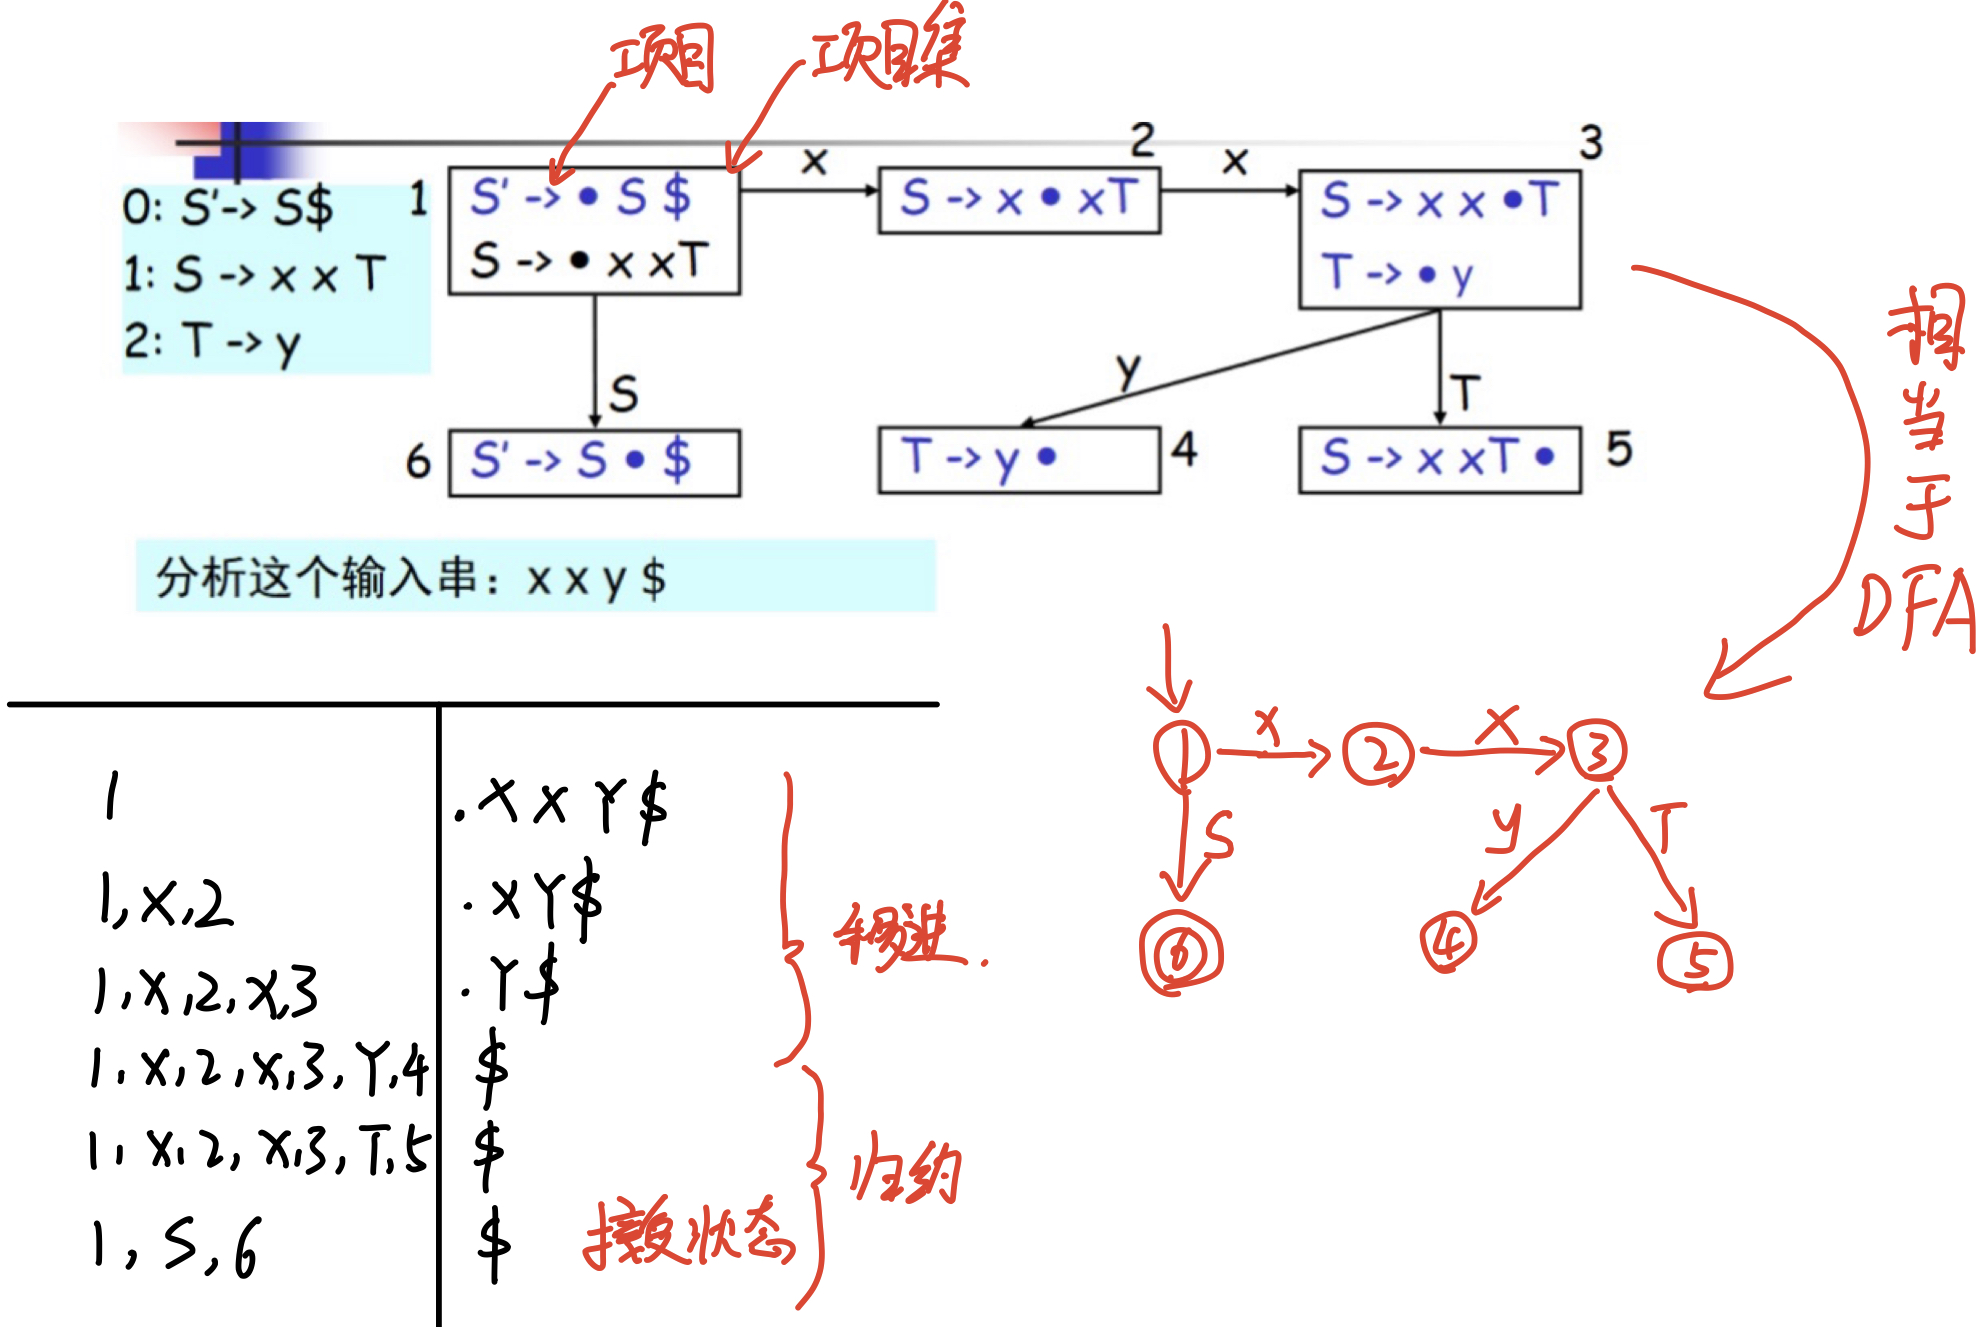 项目
项目集
0: S'-> S$
1: S -> x x T
2: T -> y
1
S' -> • S $
S -> • x xT
x
2
S -> x • xT
x
3
S -> x x •T
T -> • y
S
y
T
6
S' -> S • $
T -> y •
4
S -> x xT •
5
相当于DFA
分析这个输入串: x x y $
1 .X X Y $
1,X,2 .X Y $
1,X,2,X,3 .Y $
移进.
1,X,2,X,3,Y,4 $
1,X,2,X,3,T,5 $
归约
1,S,6 $ 接受状态
1 x 2 X 3
S y T
6 4 5